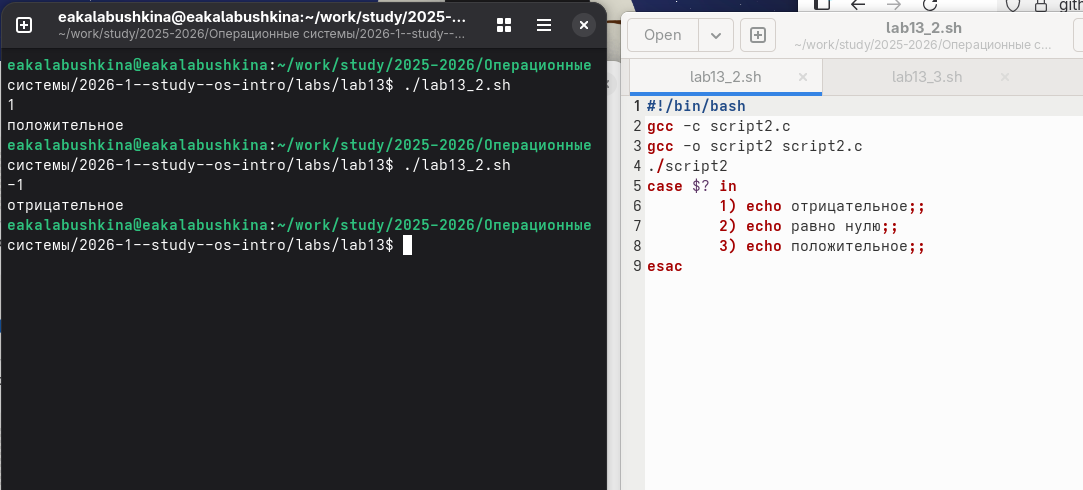 eakalabushkina@eakalabushkina:~/work/study/2025-...
~/work/study/2025-2026/Операционные системы/2026-1--study--...
eakalabushkina@eakalabushkina:~/work/study/2025-2026/Операционные
системы/2026-1--study--os-intro/labs/lab13$ ./lab13_2.sh
1
положительное
eakalabushkina@eakalabushkina:~/work/study/2025-2026/Операционные
системы/2026-1--study--os-intro/labs/lab13$ ./lab13_2.sh
-1
отрицательное
eakalabushkina@eakalabushkina:~/work/study/2025-2026/Операционные
системы/2026-1--study--os-intro/labs/lab13$
Open
lab13_2.sh
~/work/study/2025-2026/Операционные с...
lab13_2.sh
lab13_3.sh
1 #!/bin/bash
2 gcc -c script2.c
3 gcc -o script2 script2.c
4 ./script2
5 case $? in
6 1) echo отрицательное;;
7 2) echo равно нулю;;
8 3) echo положительное;;
9 esac